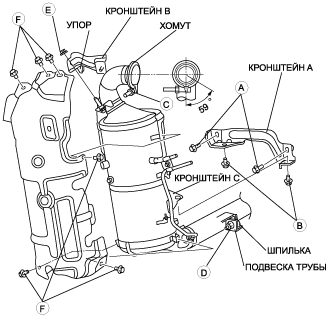 E
КРОНШТЕЙН B
F
УПОР
ХОМУТ
КРОНШТЕЙН A
A
C
59°
КРОНШТЕЙН C
B
ШПИЛЬКА
D
ПОДВЕСКА ТРУБЫ
F